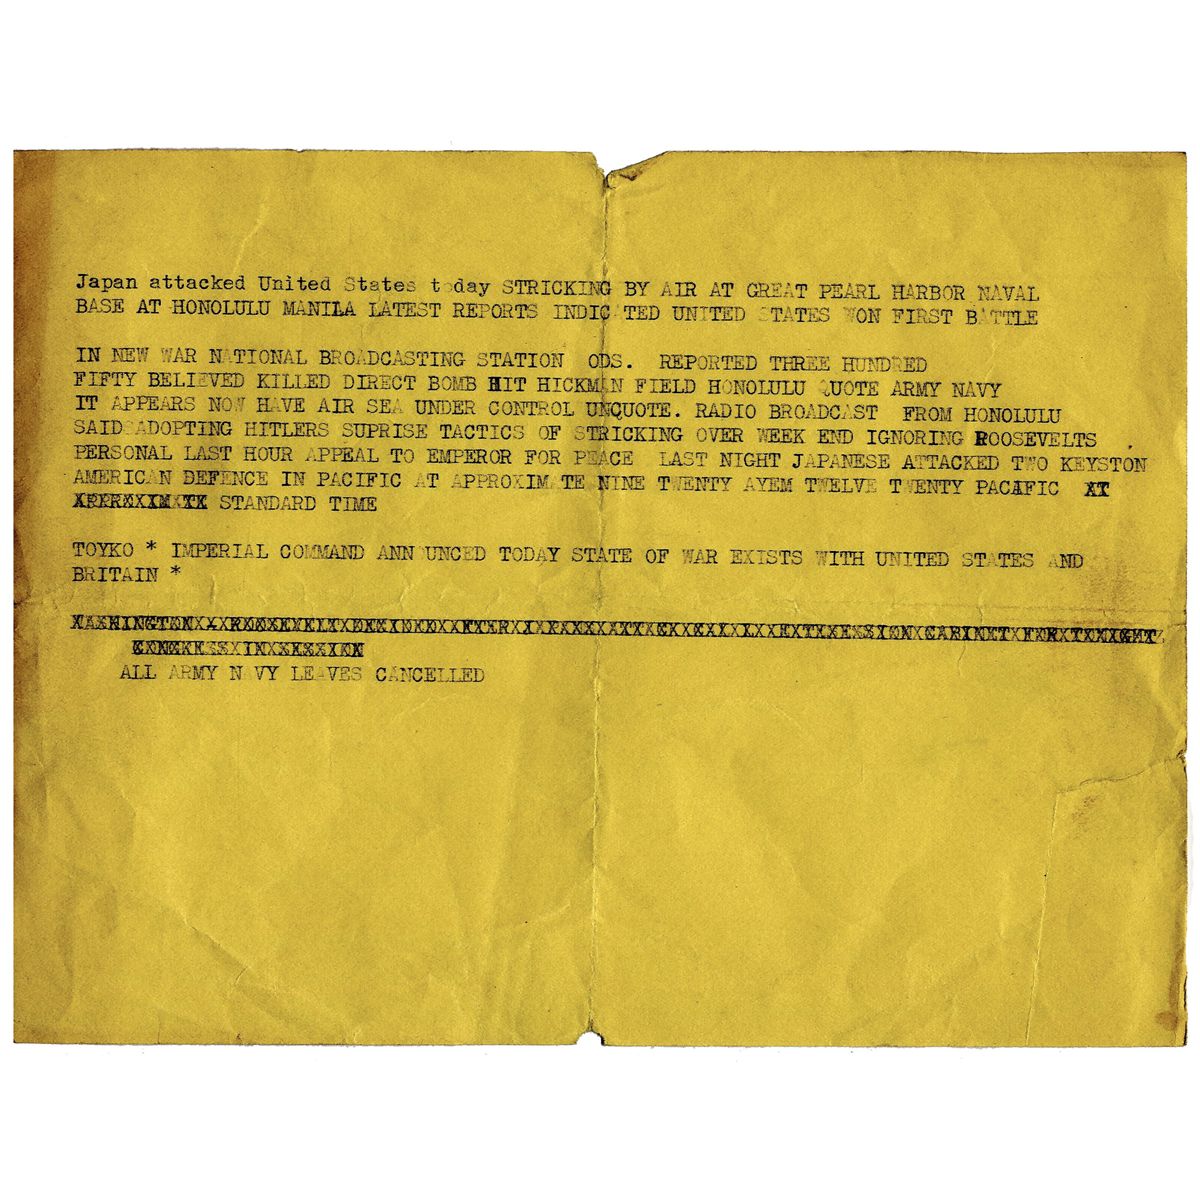 Japan attacked United States today STRICKING BY AIR AT GREAT PEARL HARBOR NAVAL
BASE AT HONOLULU MANILA LATEST REPORTS INDICATED UNITED STATES WON FIRST BATTLE
IN NEW WAR NATIONAL BROADCASTING STATION ODS. REPORTED THREE HUNDRED
FIFTY BELIEVED KILLED DIRECT BOMB HIT HICKMAN FIELD HONOLULU QUOTE ARMY NAVY
IT APPEARS NOW HAVE AIR SEA UNDER CONTROL UNQUOTE. RADIO BROADCAST FROM HONOLULU
SAID ADOPTING HITLERS SUPRISE TACTICS OF STRICKING OVER WEEK END IGNORING ROOSEVELTS
PERSONAL LAST HOUR APPEAL TO EMPEROR FOR PEACE LAST NIGHT JAPANESE ATTACKED TWO KEYSTON
AMERICAN DEFENCE IN PACIFIC AT APPROXIMATE NINE TWENTY AYEM TWELVE TWENTY PACAFIC
STANDARD TIME
TOYKO * IMPERIAL COMMAND ANNOUNCED TODAY STATE OF WAR EXISTS WITH UNITED STATES AND
BRITAIN *
ALL ARMY NAVY LEAVES CANCELLED